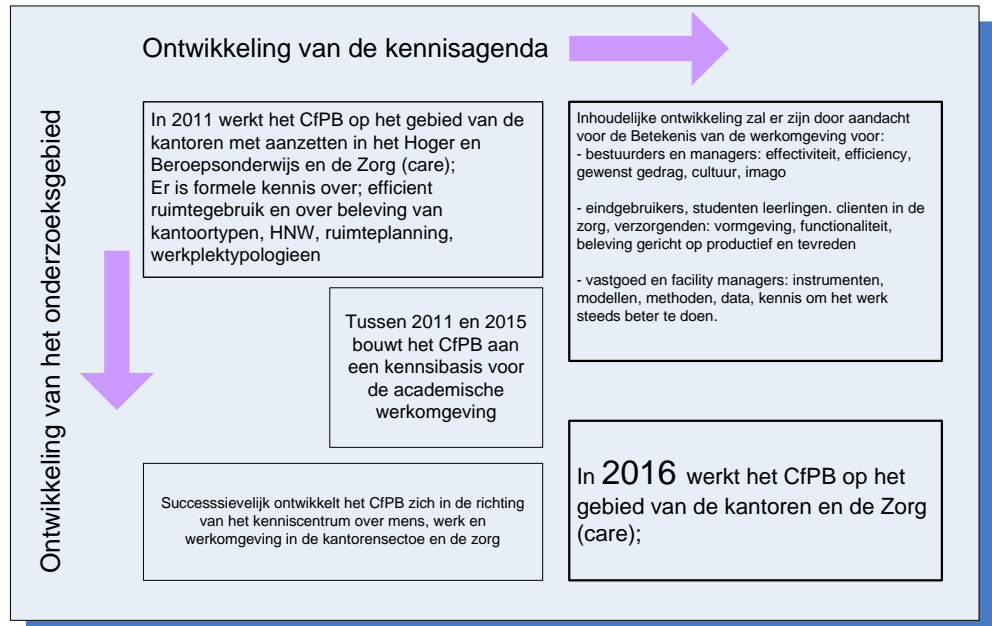 Ontwikkeling van de kennisagenda
Ontwikkeling van het onderzoeksgebied
In 2011 werkt het CfPB op het gebied van de
kantoren met aanzetten in het Hoger en
Beroepsonderwijs en de Zorg (care);
Er is formele kennis over; efficient
ruimtegebruik en over beleving van
kantoortypen, HNW, ruimteplanning,
werkplektypologieen
Inhoudelijke ontwikkeling zal er zijn door aandacht
voor de Betekenis van de werkomgeving voor:
- bestuurders en managers: effectiviteit, efficiency,
gewenst gedrag, cultuur, imago
- eindgebruikers, studenten leerlingen. clienten in de
zorg, verzorgenden: vormgeving, functionaliteit,
beleving gericht op productief en tevreden
- vastgoed en facility managers: instrumenten,
modellen, methoden, data, kennis om het werk
steeds beter te doen.
Tussen 2011 en 2015
bouwt het CfPB aan
een kennsibasis voor
de academische
werkomgeving
Successsievelijk ontwikkelt het CfPB zich in de richting
van het kenniscentrum over mens, werk en
werkomgeving in de kantorensectoe en de zorg
In 2016 werkt het CfPB op het
gebied van de kantoren en de Zorg
(care);